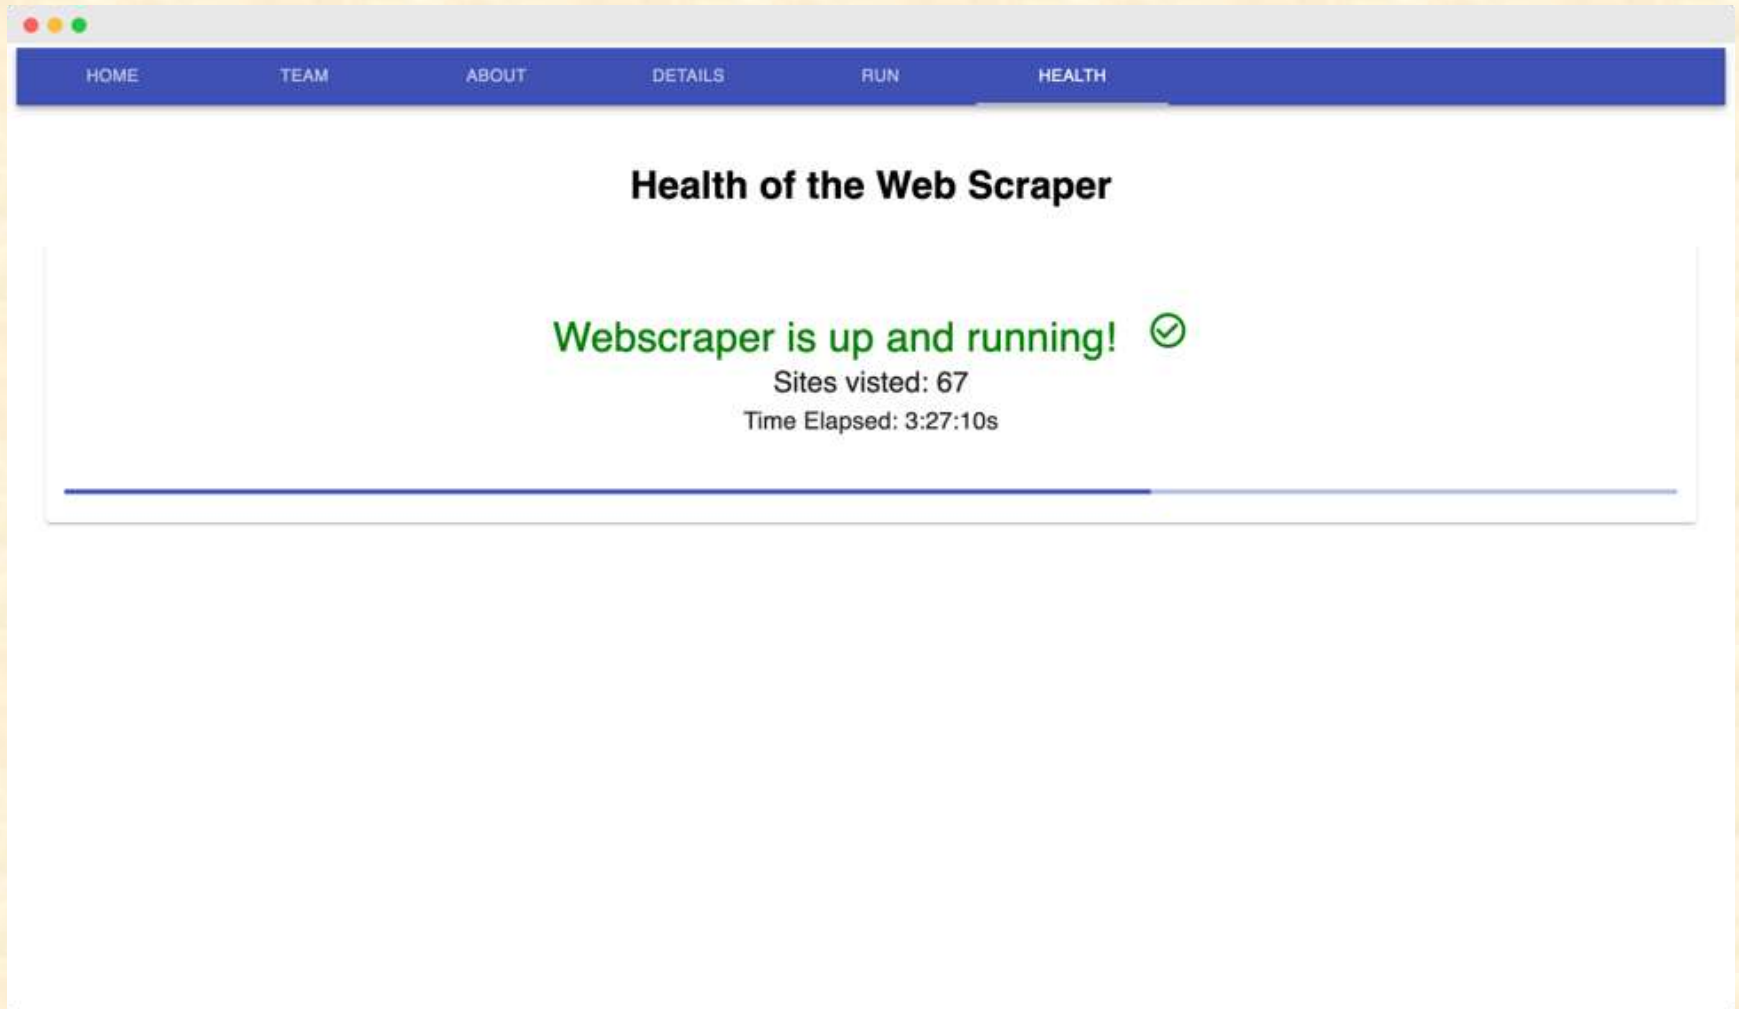 HOME TEAM ABOUT DETAILS RUN HEALTH
Health of the Web Scraper
Webscraper is up and running!
Sites visted: 67
Time Elapsed: 3:27:10s